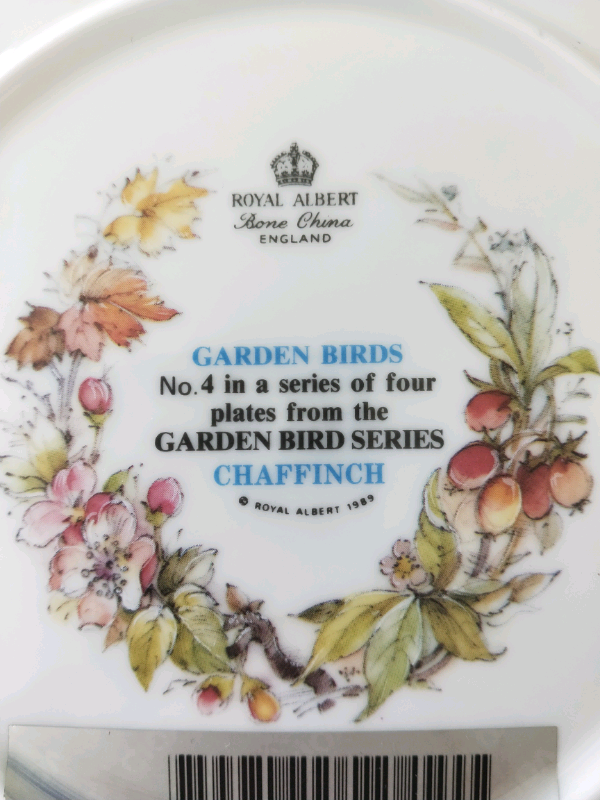 ROYAL ALBERT
Bone China
ENGLAND
GARDEN BIRDS
No. 4 in a series of four
plates from the
GARDEN BIRD SERIES
CHAFFINCH
© ROYAL ALBERT 1989